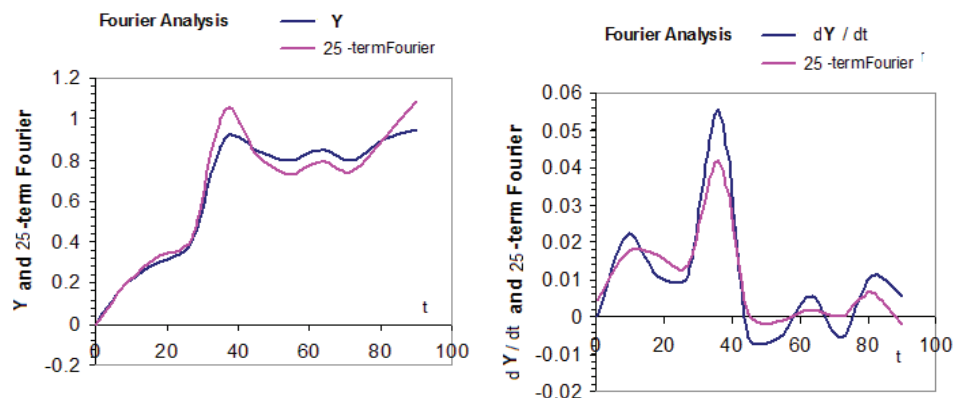 Fourier Analysis
Y
25 -termFourier
Y and 25-term Fourier
1.2
1
0.8
0.6
0.4
0.2
0
-0.2
0 20 40 60 80 100
t
Fourier Analysis
dY / dt
25 -termFourier
dY/dt and 25-term Fourier
0.06
0.05
0.04
0.03
0.02
0.01
0
-0.01
-0.02
0 20 40 60 80 100
t